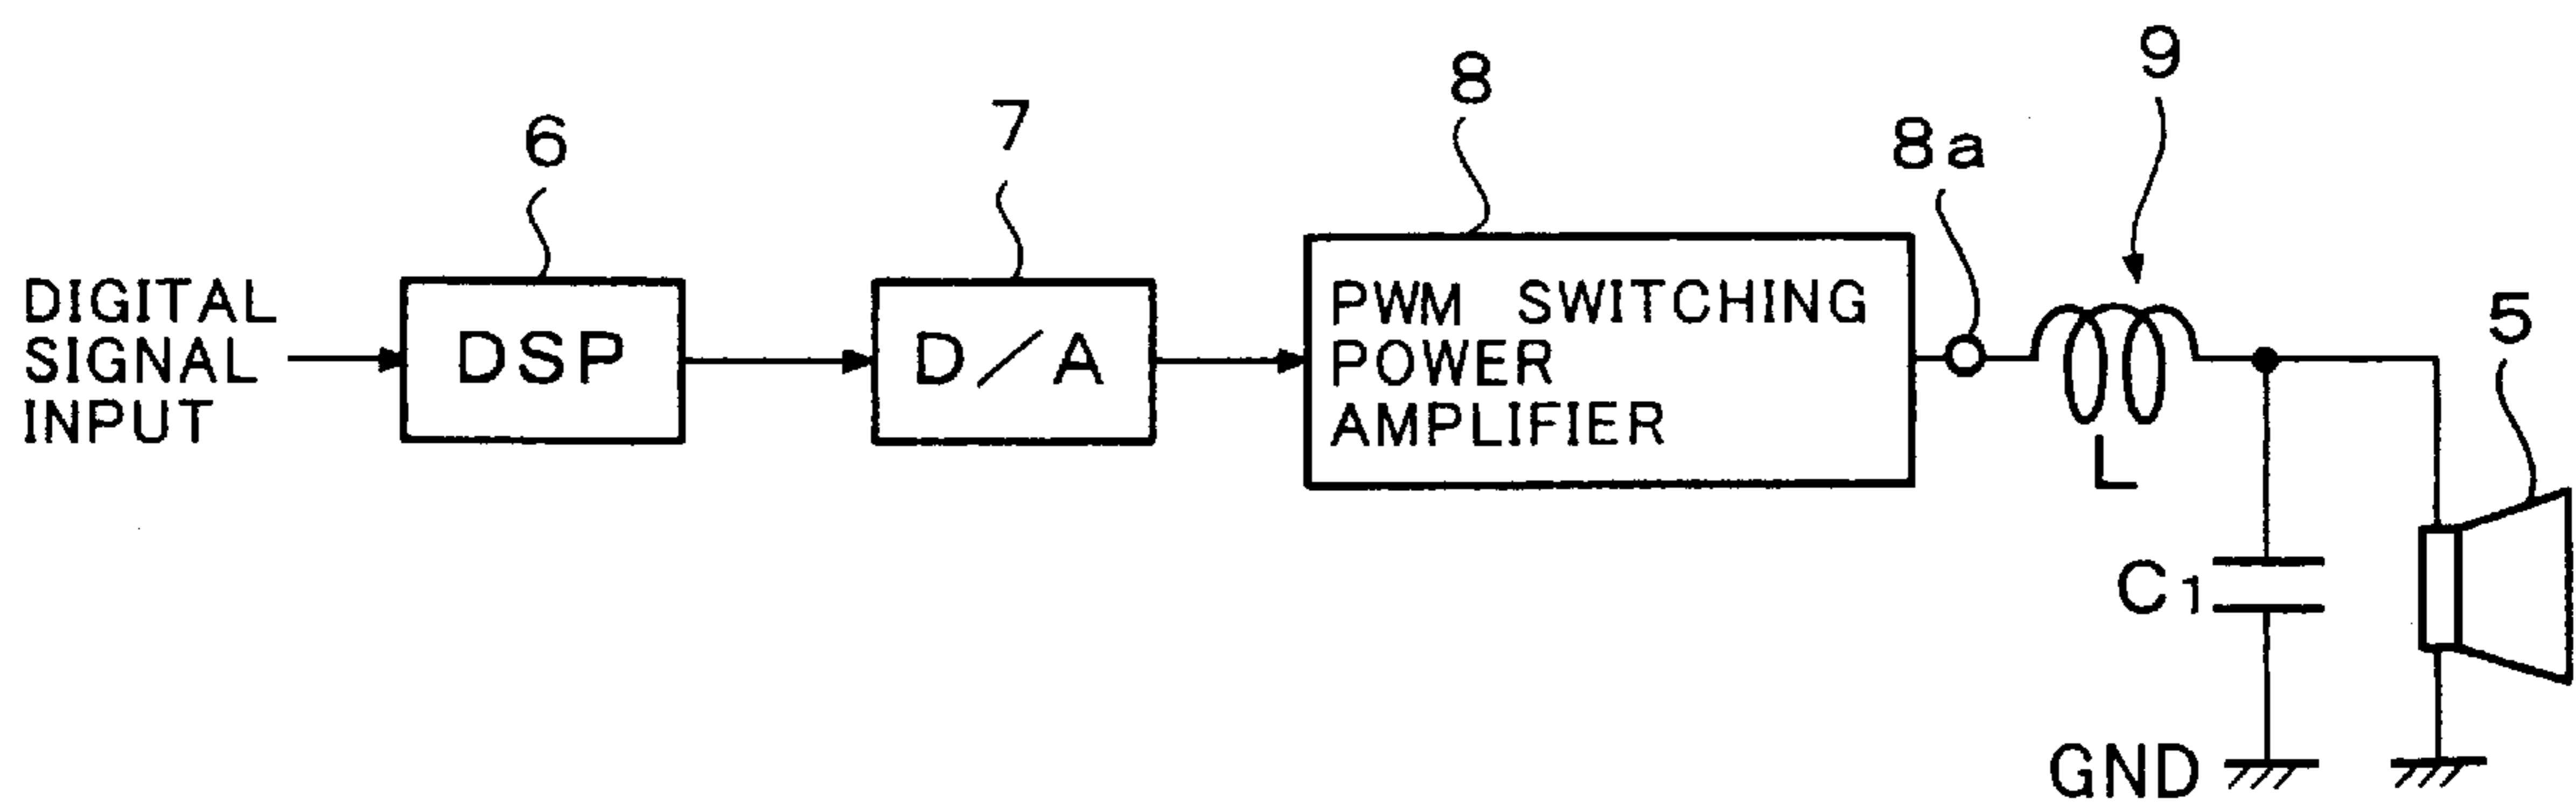 9
8
8a
7
6
DIGITAL
SIGNAL
INPUT
DSP
D/A
PWM SWITCHING
POWER
AMPLIFIER
5
L
C1
GND